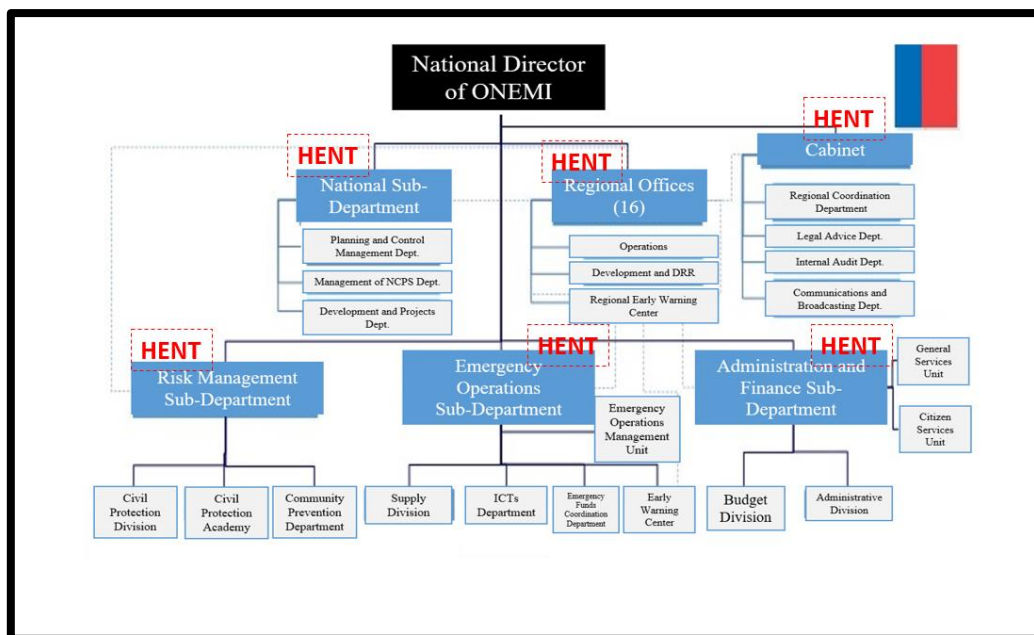 National Director
of ONEMI
HENT
Cabinet
Regional Coordination
Department
Legal Advice Dept.
Internal Audit Dept.
Communications and
Broadcasting Dept.
HENT
National Sub-
Department
Planning and Control
Management Dept.
Management of NCPS Dept.
Development and Projects
Dept.
HENT
Regional Offices
(16)
Operations
Development and DRR
Regional Early Warning
Center
HENT
Risk Management
Sub-Department
Civil
Protection
Division
Civil
Protection
Academy
Community
Prevention
Department
HENT
Emergency
Operations
Sub-Department
Emergency
Operations
Management
Unit
Supply
Division
ICTs
Department
Emergency
Funds
Coordination
Department
Early
Warning
Center
HENT
Administration and
Finance Sub-
Department
General
Services
Unit
Citizen
Services
Unit
Budget
Division
Administrative
Division